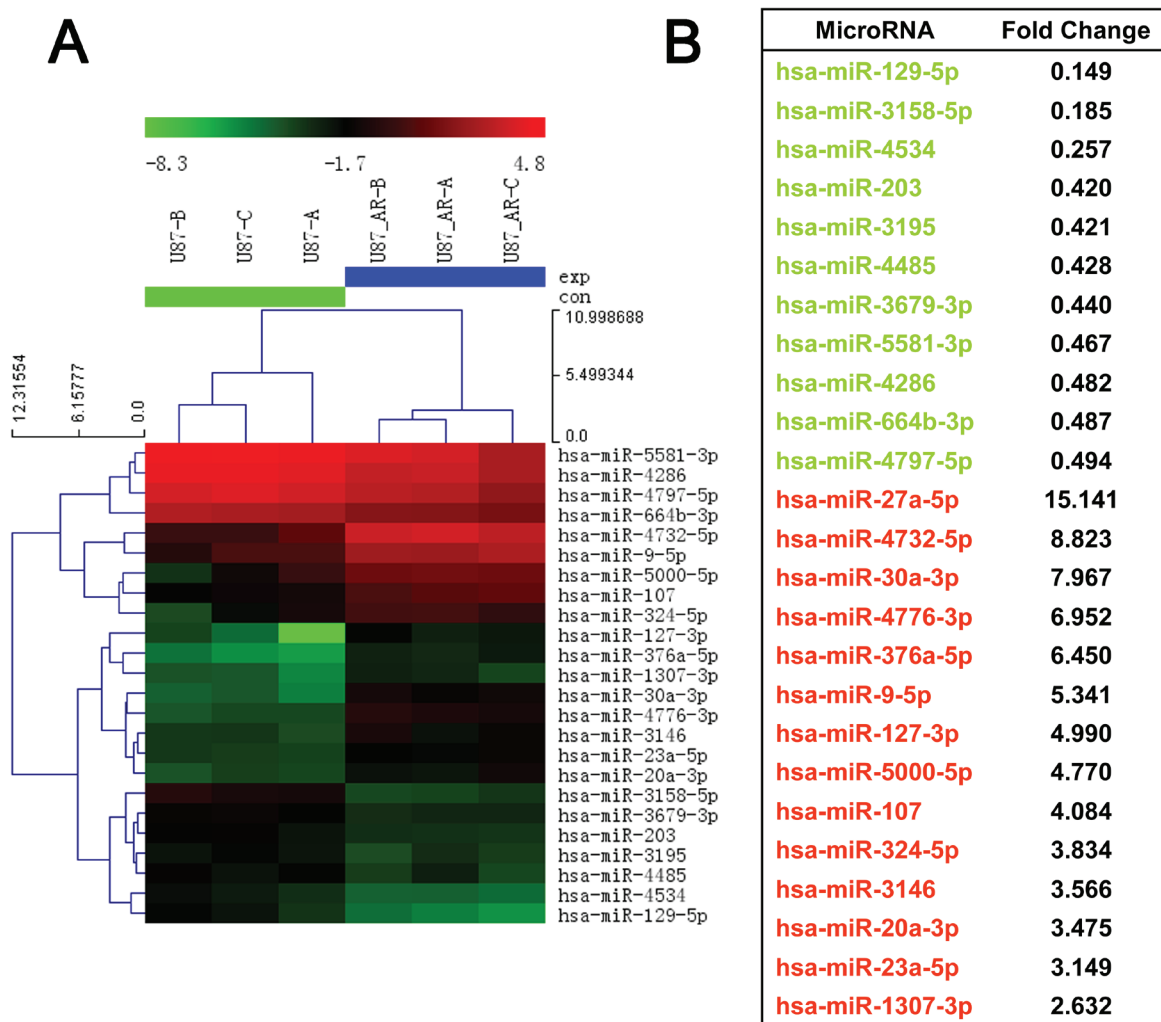 A
-8.3 -1.7 4.8
U87-B U87-C U87-A U87_AR-B U87_AR-A U87_AR-C
exp
con
10.998688
5.499344
0.0
12.31554 6.15777 0.0
hsa-miR-5581-3p
hsa-miR-4286
hsa-miR-4797-5p
hsa-miR-664b-3p
hsa-miR-4732-5p
hsa-miR-9-5p
hsa-miR-5000-5p
hsa-miR-107
hsa-miR-324-5p
hsa-miR-127-3p
hsa-miR-376a-5p
hsa-miR-1307-3p
hsa-miR-30a-3p
hsa-miR-4776-3p
hsa-miR-3146
hsa-miR-23a-5p
hsa-miR-20a-3p
hsa-miR-3158-5p
hsa-miR-3679-3p
hsa-miR-203
hsa-miR-3195
hsa-miR-4485
hsa-miR-4534
hsa-miR-129-5p
B
MicroRNA Fold Change
hsa-miR-129-5p 0.149
hsa-miR-3158-5p 0.185
hsa-miR-4534 0.257
hsa-miR-203 0.420
hsa-miR-3195 0.421
hsa-miR-4485 0.428
hsa-miR-3679-3p 0.440
hsa-miR-5581-3p 0.467
hsa-miR-4286 0.482
hsa-miR-664b-3p 0.487
hsa-miR-4797-5p 0.494
hsa-miR-27a-5p 15.141
hsa-miR-4732-5p 8.823
hsa-miR-30a-3p 7.967
hsa-miR-4776-3p 6.952
hsa-miR-376a-5p 6.450
hsa-miR-9-5p 5.341
hsa-miR-127-3p 4.990
hsa-miR-5000-5p 4.770
hsa-miR-107 4.084
hsa-miR-324-5p 3.834
hsa-miR-3146 3.566
hsa-miR-20a-3p 3.475
hsa-miR-23a-5p 3.149
hsa-miR-1307-3p 2.632